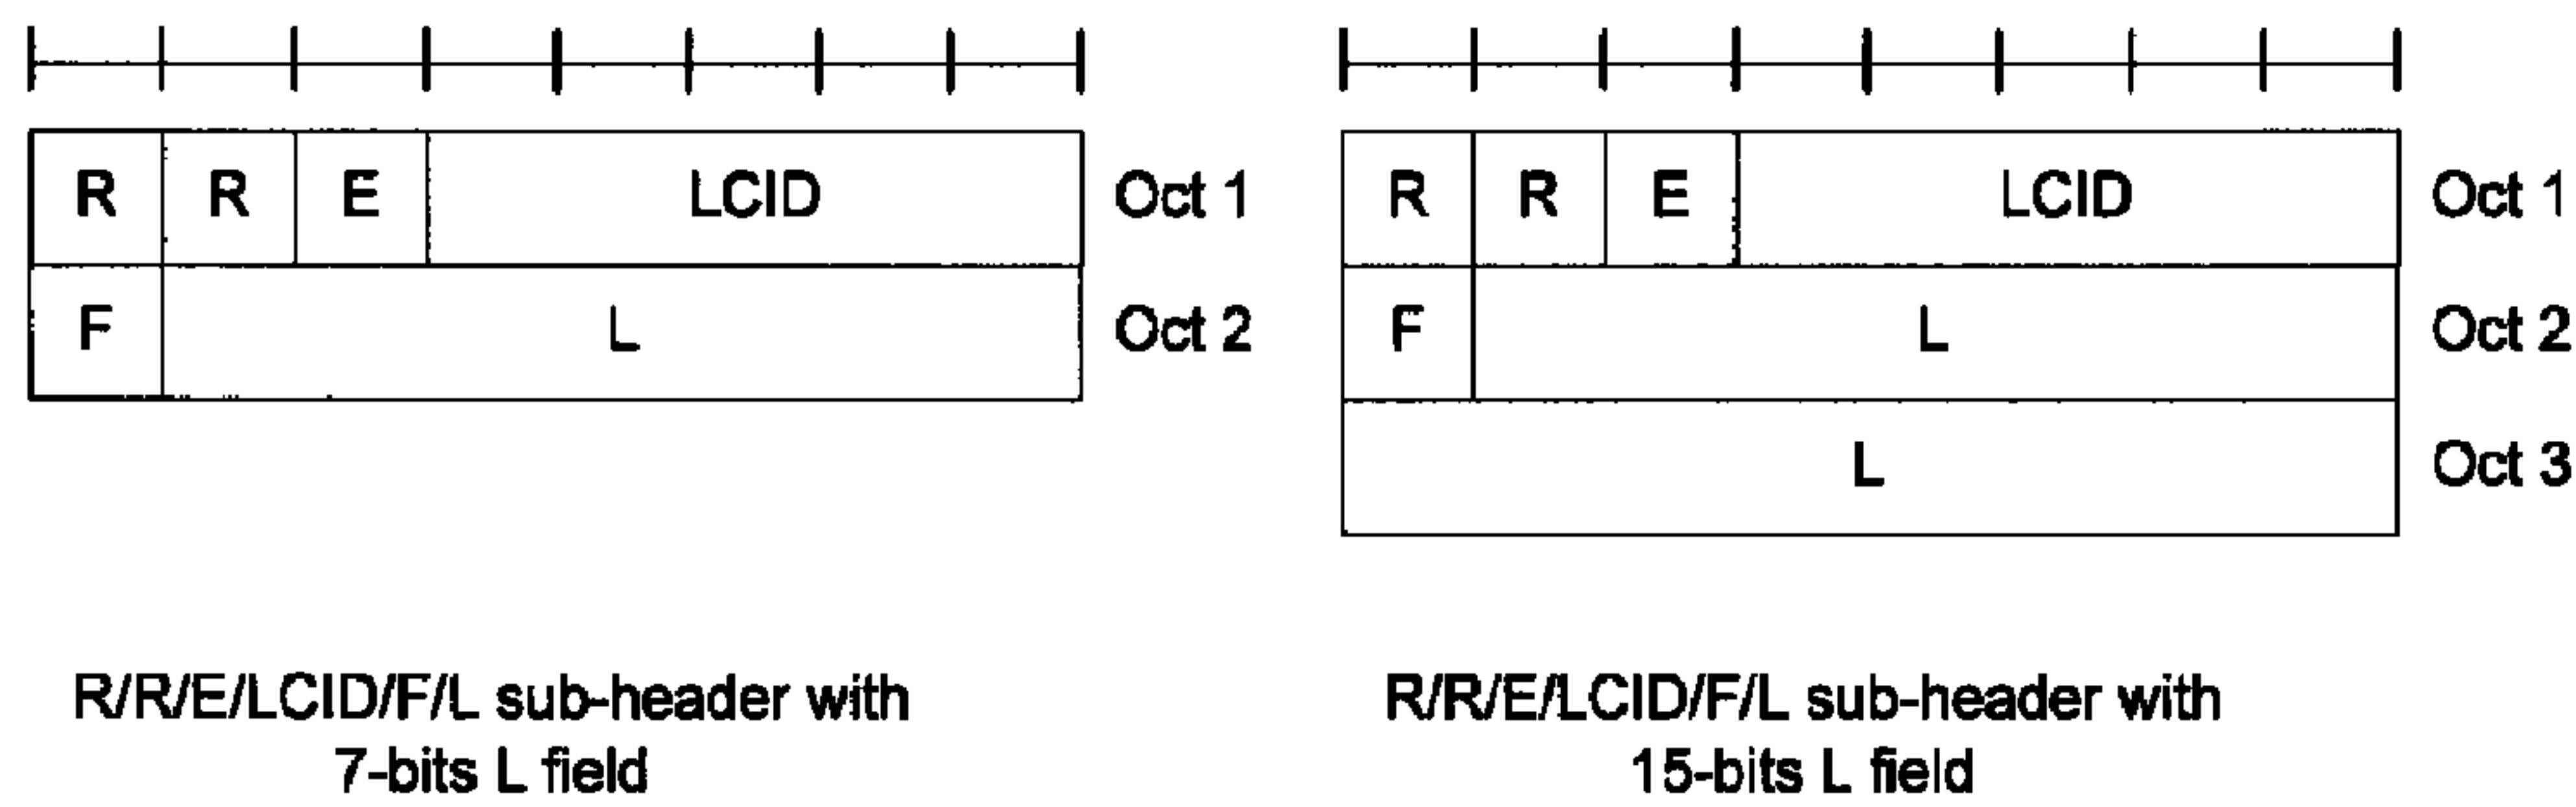 R R E LCID Oct 1
F L Oct 2
R/R/E/LCID/F/L sub-header with
7-bits L field
R R E LCID Oct 1
F L Oct 2
L Oct 3
R/R/E/LCID/F/L sub-header with
15-bits L field